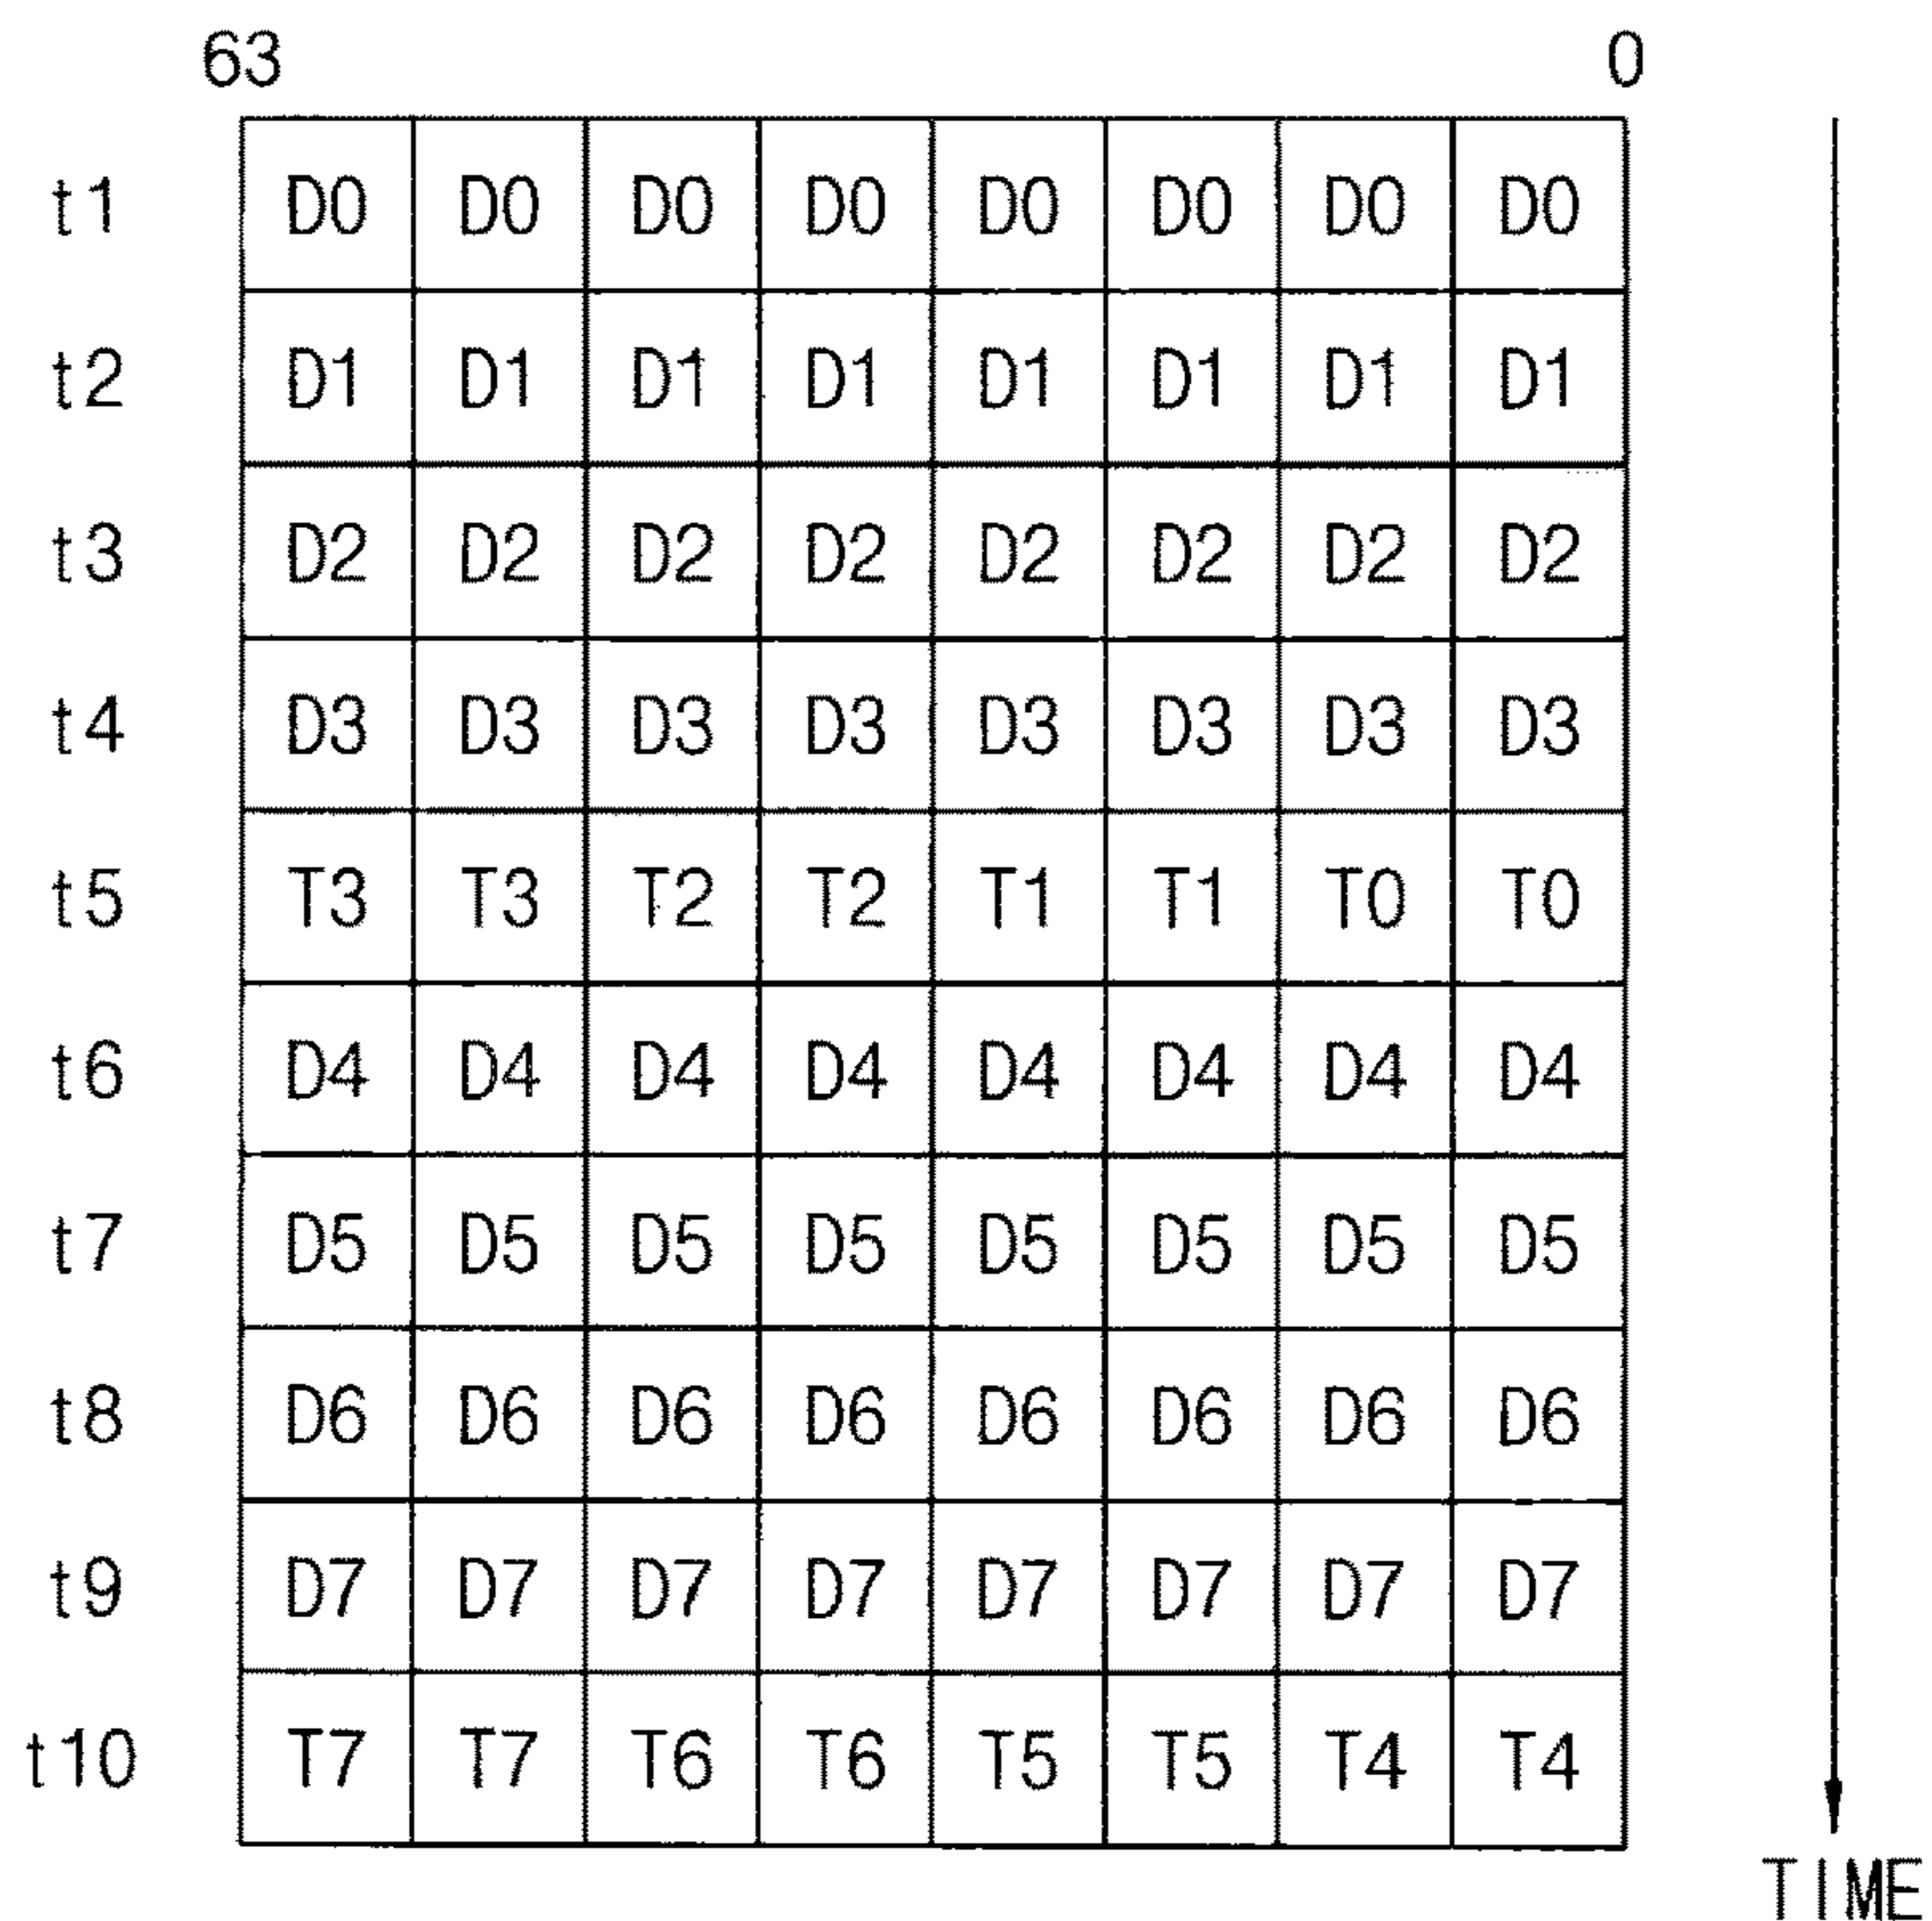 63 0
t1 D0 D0 D0 D0 D0 D0 D0 D0
t2 D1 D1 D1 D1 D1 D1 D1 D1
t3 D2 D2 D2 D2 D2 D2 D2 D2
t4 D3 D3 D3 D3 D3 D3 D3 D3
t5 T3 T3 T2 T2 T1 T1 T0 T0
t6 D4 D4 D4 D4 D4 D4 D4 D4
t7 D5 D5 D5 D5 D5 D5 D5 D5
t8 D6 D6 D6 D6 D6 D6 D6 D6
t9 D7 D7 D7 D7 D7 D7 D7 D7
t10 T7 T7 T6 T6 T5 T5 T4 T4
TIME